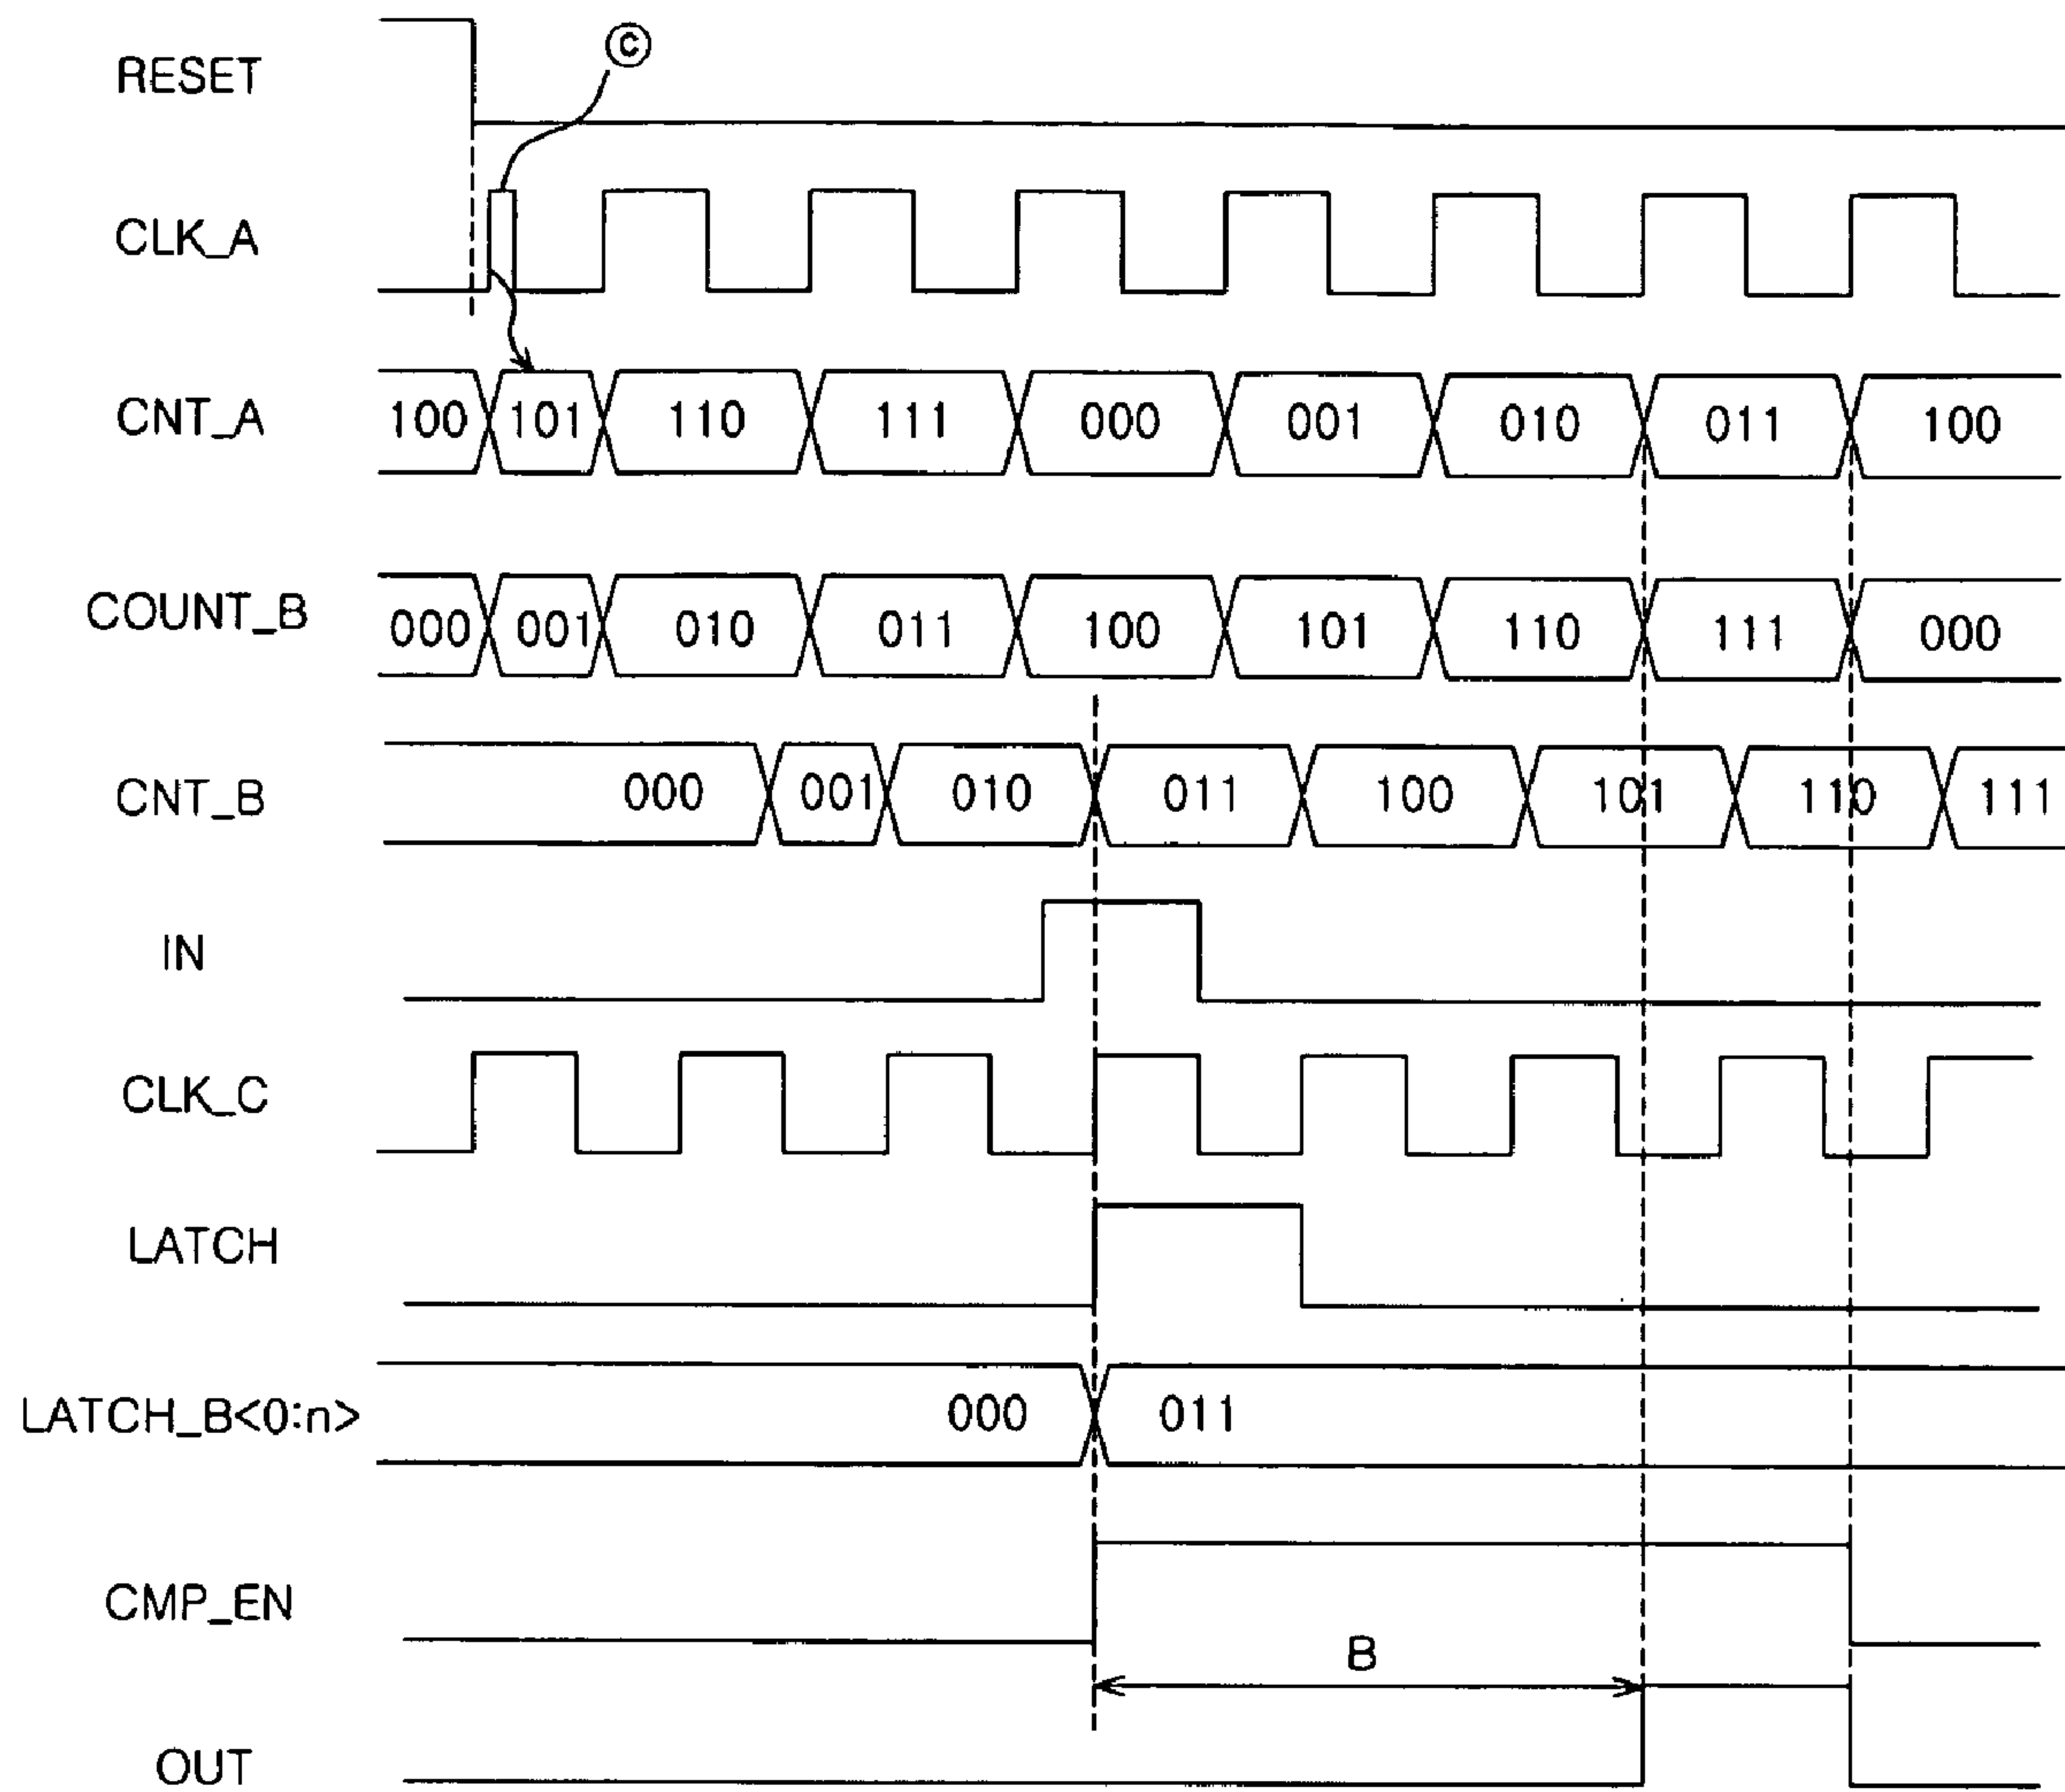 ⓒ
RESET
CLK_A
CNT_A 100 101 110 111 000 001 010 011 100
COUNT_B 000 001 010 011 100 101 110 111 000
CNT_B 000 001 010 011 100 101 110 111
IN
CLK_C
LATCH
LATCH_B<0:n> 000 011
CMP_EN
B
OUT